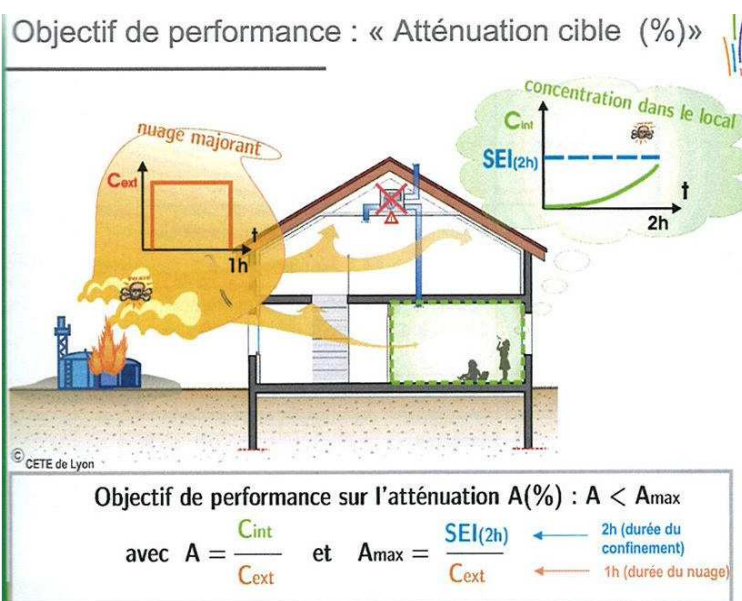 Objectif de performance : « Atténuation cible (%)»
nuage majorant
Cext
t
1h
concentration dans le local
Cint
SEI(2h)
t
2h
© CETE de Lyon
Objectif de performance sur l'atténuation A(%) : A < Amax
avec A = Cint / Cext et Amax = SEI(2h) / Cext
2h (durée du
confinement)
1h (durée du nuage)